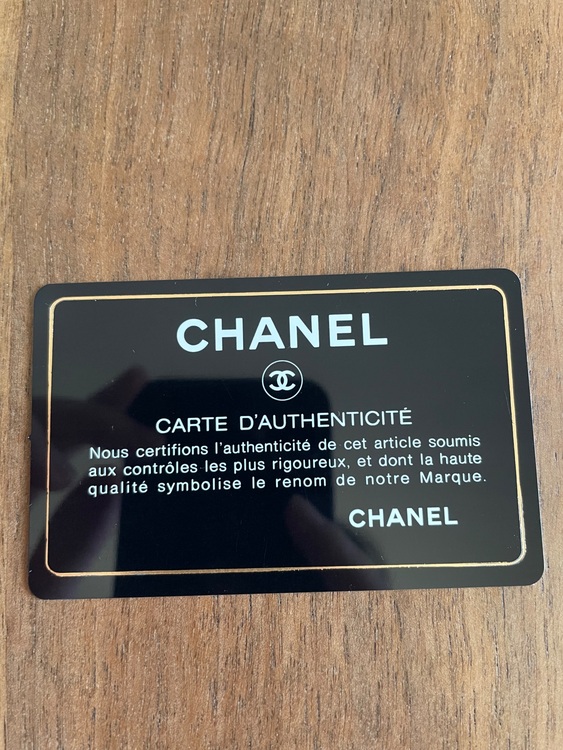 CHANEL
CARTE D'AUTHENTICITÉ
Nous certifions l'authenticité de cet article soumis
aux contrôles les plus rigoureux, et dont la haute
qualité symbolise le renom de notre Marque.
CHANEL